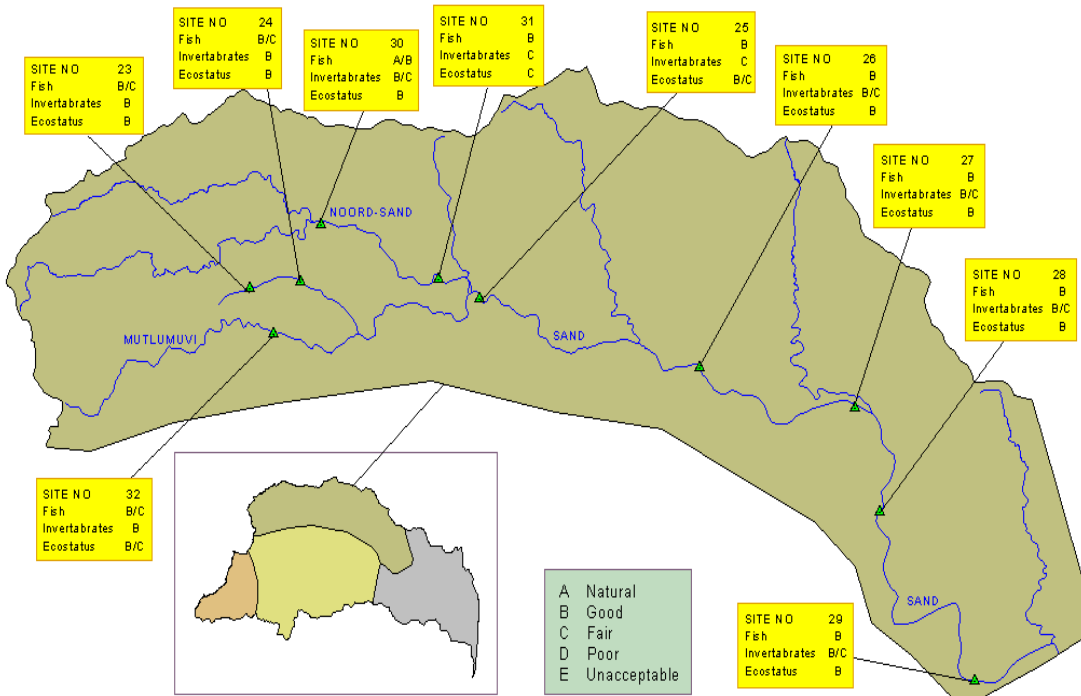 SITE NO 24
Fish B/C
Invertabrates B
Ecostatus B
SITE NO 31
Fish B
Invertabrates C
Ecostatus C
SITE NO 25
Fish B
Invertabrates C
Ecostatus B/C
SITE NO 30
Fish A/B
Invertabrates B/C
Ecostatus B
SITE NO 26
Fish B
Invertabrates B/C
Ecostatus B
SITE NO 23
Fish B/C
Invertabrates B
Ecostatus B
SITE NO 27
Fish B
Invertabrates B/C
Ecostatus B
NOORD-SAND
SITE NO 28
Fish B
Invertabrates B/C
Ecostatus B
MUTLUMUVI
SAND
SITE NO 32
Fish B/C
Invertabrates B
Ecostatus B/C
A Natural
B Good
C Fair
D Poor
E Unacceptable
SAND
SITE NO 29
Fish B
Invertabrates B/C
Ecostatus B